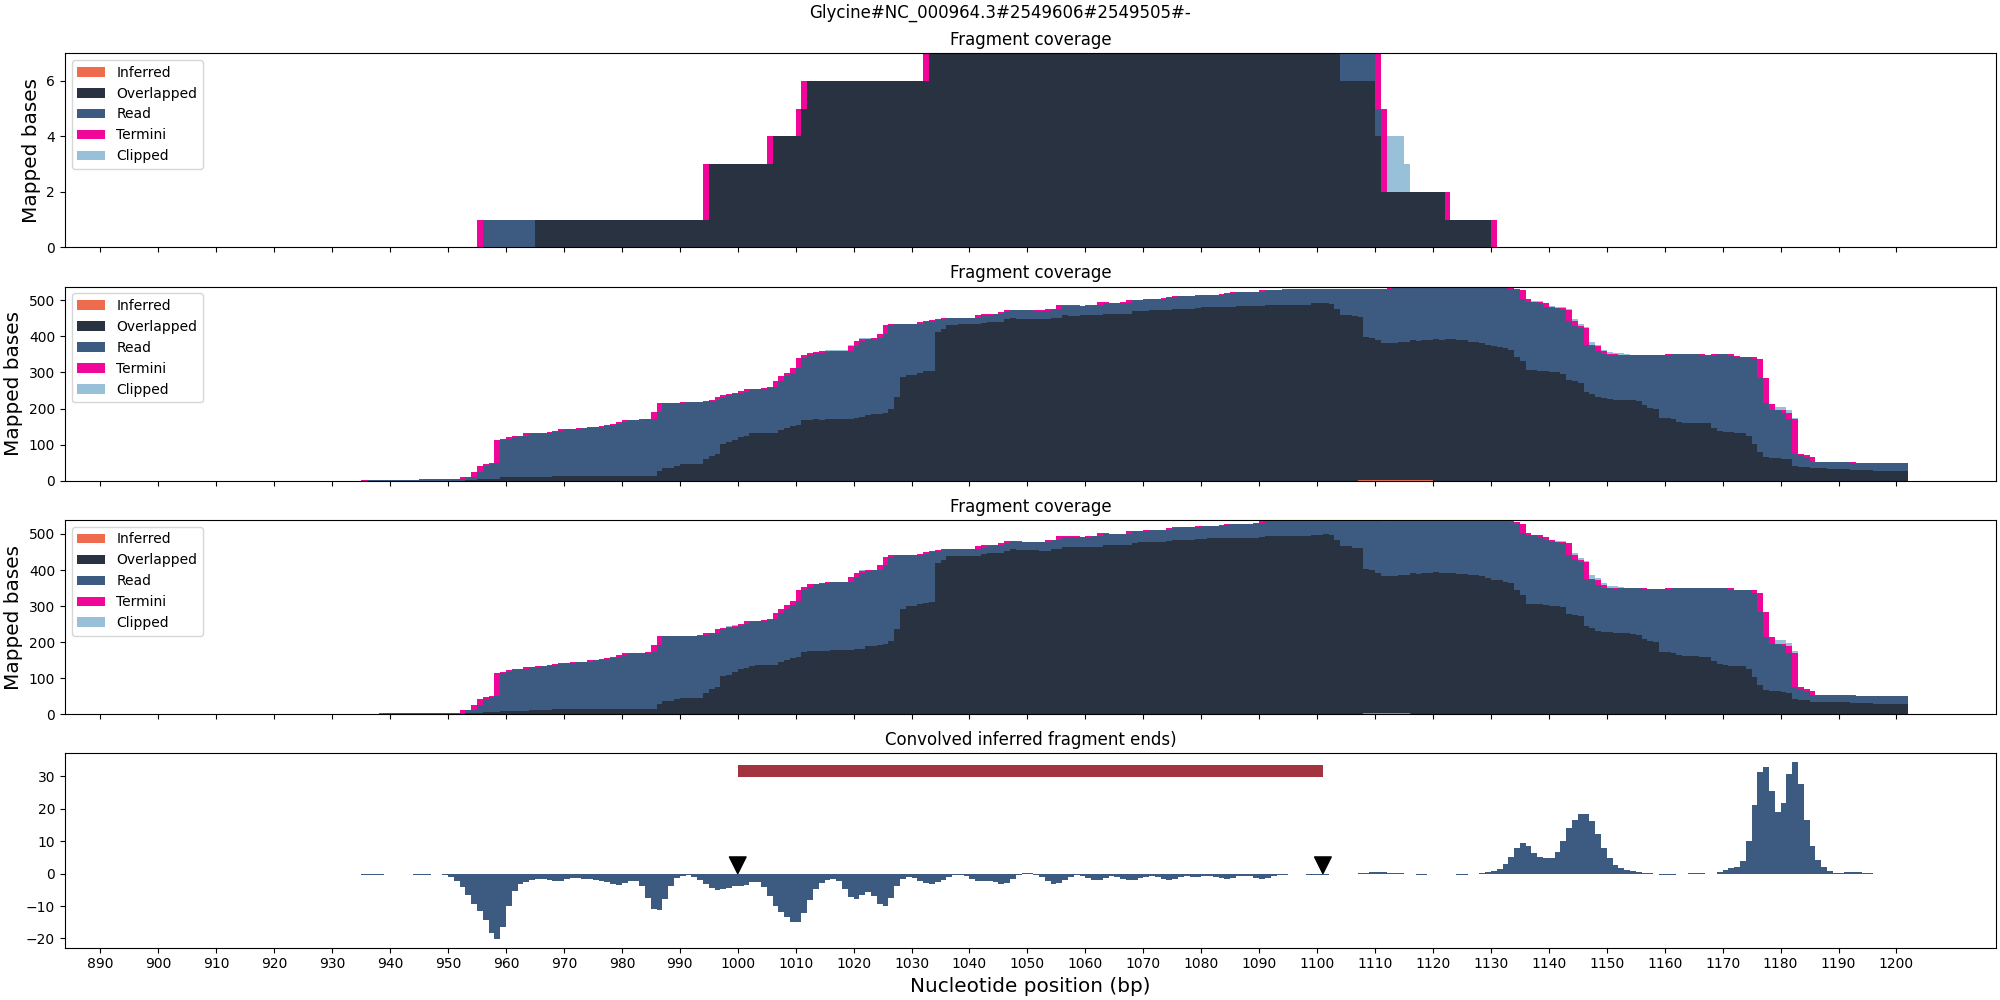 Glycine#NC_000964.3#2549606#2549505#-
Fragment coverage
Mapped bases
6
4
2
0
Inferred
Overlapped
Read
Termini
Clipped
Fragment coverage
Mapped bases
500
400
300
200
100
0
Inferred
Overlapped
Read
Termini
Clipped
Fragment coverage
Mapped bases
500
400
300
200
100
0
Inferred
Overlapped
Read
Termini
Clipped
Convolved inferred fragment ends)
30
20
10
0
−10
−20
890 900 910 920 930 940 950 960 970 980 990 1000 1010 1020 1030 1040 1050 1060 1070 1080 1090 1100 1110 1120 1130 1140 1150 1160 1170 1180 1190 1200
Nucleotide position (bp)